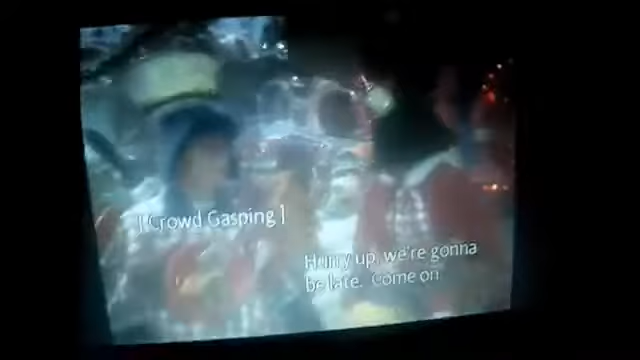 [Crowd Gasping]
Hurry up, we're gonna
be late. Come on